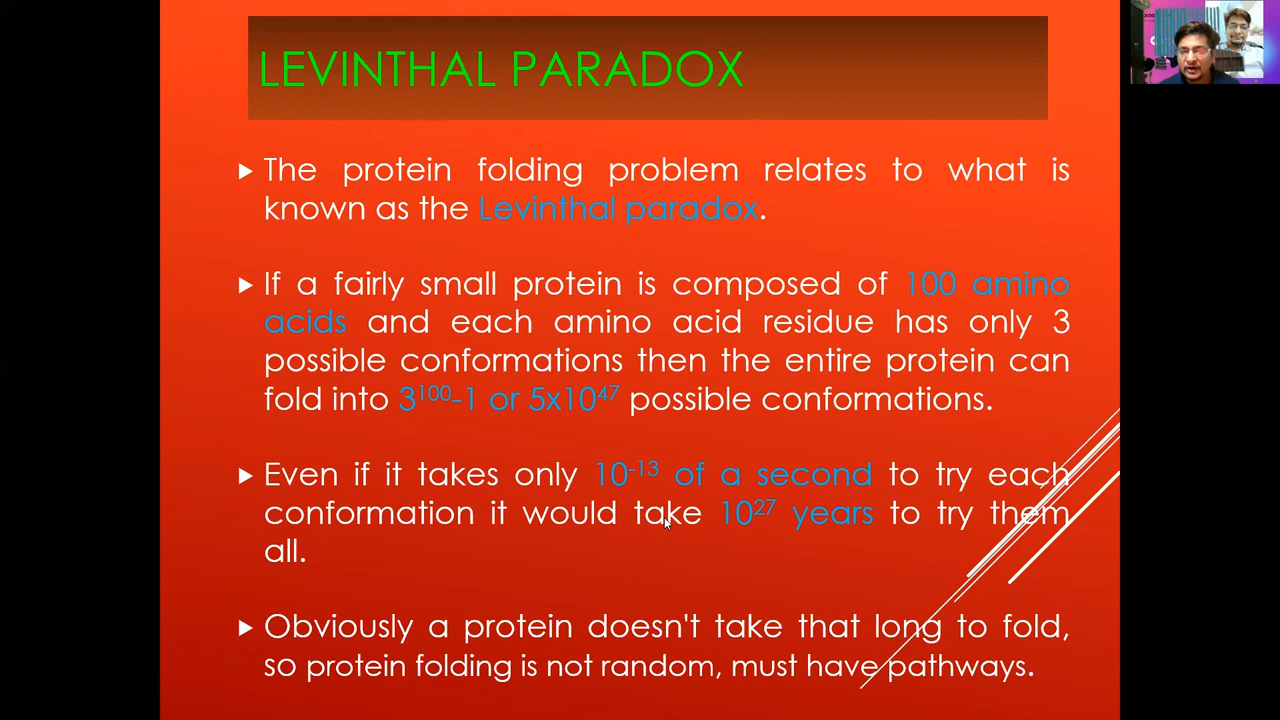 LEVINTHAL PARADOX
The protein folding problem relates to what is
known as the Levinthal paradox.
If a fairly small protein is composed of 100 amino
acids and each amino acid residue has only 3
possible conformations then the entire protein can
fold into 3¹⁰⁰-1 or 5x10⁴⁷ possible conformations.
Even if it takes only 10⁻¹³ of a second to try each
conformation it would take 10²⁷ years to try them
all.
Obviously a protein doesn't take that long to fold,
so protein folding is not random, must have pathways.